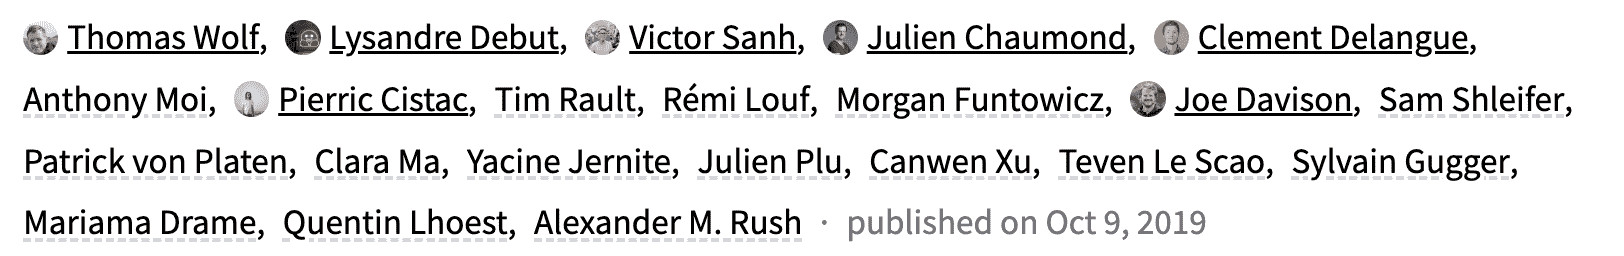 Thomas Wolf, Lysandre Debut, Victor Sanh, Julien Chaumond, Clement Delangue,
Anthony Moi, Pierric Cistac, Tim Rault, Rémi Louf, Morgan Funtowicz, Joe Davison, Sam Shleifer,
Patrick von Platen, Clara Ma, Yacine Jernite, Julien Plu, Canwen Xu, Teven Le Scao, Sylvain Gugger,
Mariama Drame, Quentin Lhoest, Alexander M. Rush · published on Oct 9, 2019